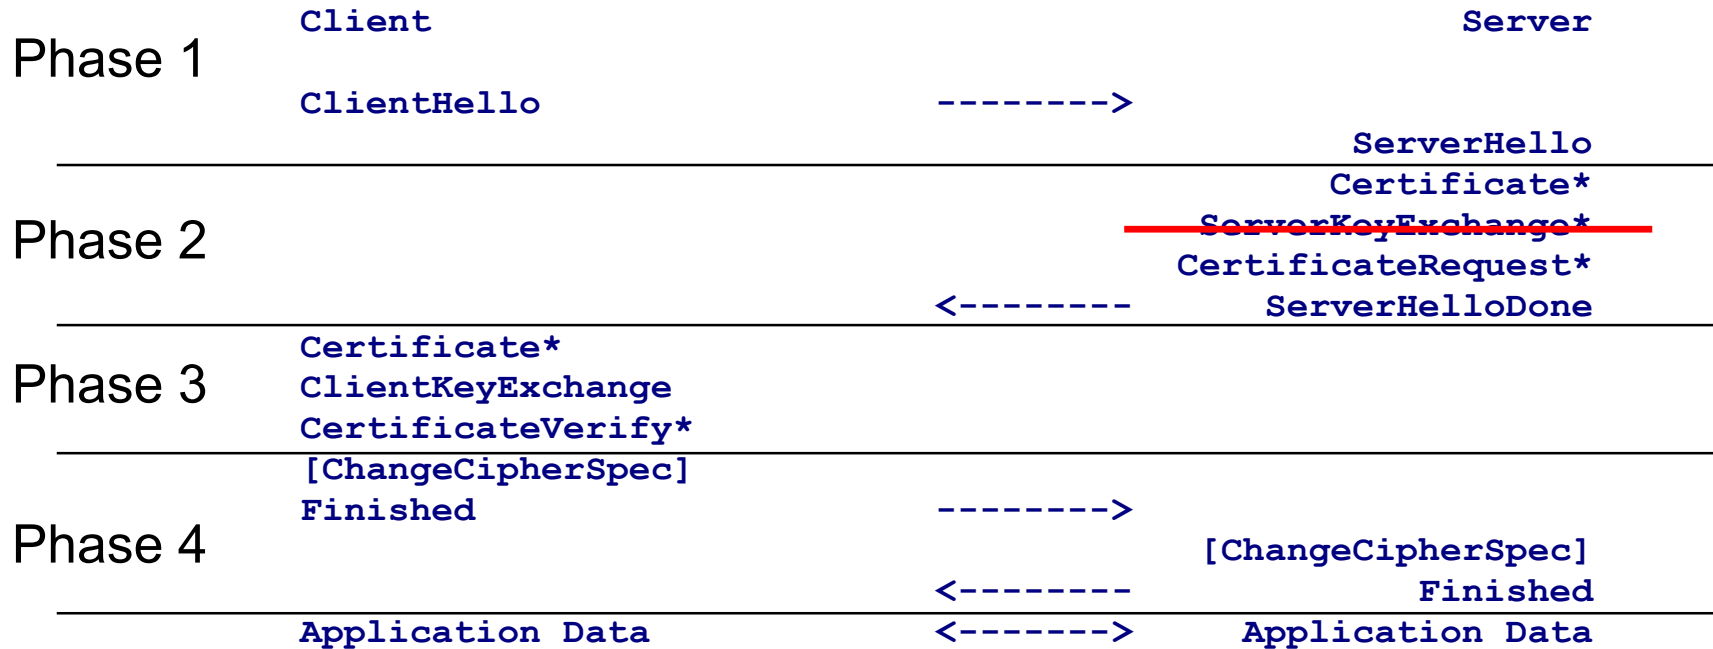 Client Server
Phase 1
ClientHello -------->
ServerHello
Certificate*
Phase 2
ServerKeyExchange*
CertificateRequest*
<-------- ServerHelloDone
Certificate*
Phase 3
ClientKeyExchange
CertificateVerify*
[ChangeCipherSpec]
Finished -------->
Phase 4
[ChangeCipherSpec]
<-------- Finished
Application Data <-------> Application Data